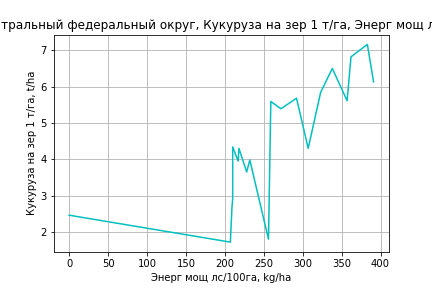 тральный федеральный округ, Кукуруза на зер 1 т/га, Энерг мощ л
Кукуруза на зер 1 т/га, t/ha
7
6
5
4
3
2
0 50 100 150 200 250 300 350 400
Энерг мощ лс/100га, kg/ha